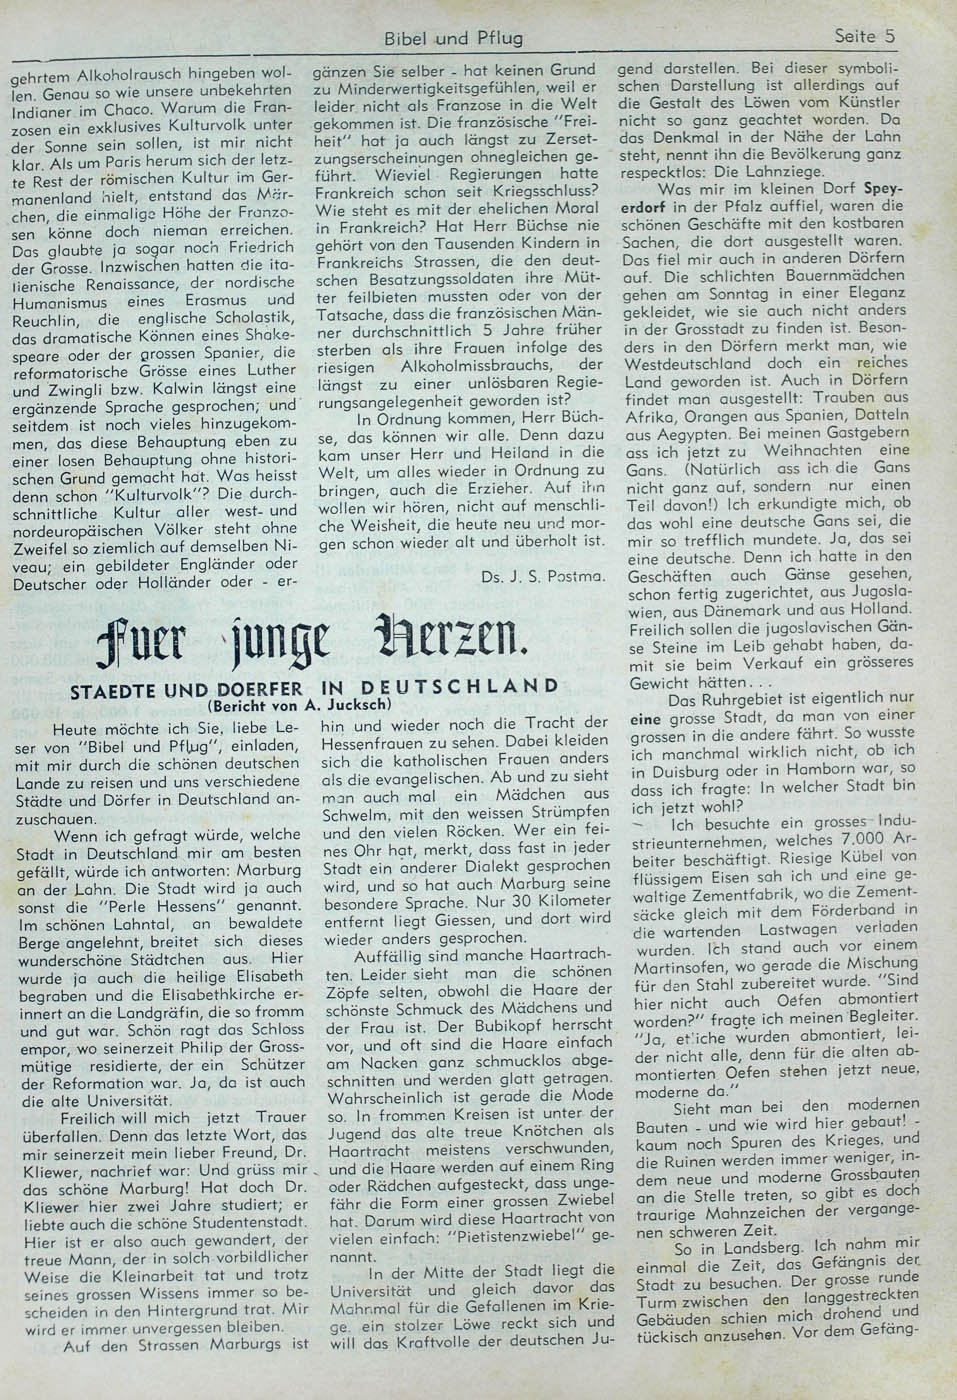 Bibel und Pflug
Seite 5
gehrtem Alkoholrausch hingeben wol-
len. Genau so wie unsere unbekehrten
Indianer im Chaco. Warum die Fran-
zosen ein exklusives Kulturvolk unter
der Sonne sein sollen, ist mir nicht
klar. Als um Paris herum sich der letz-
te Rest der römischen Kultur im Ger-
manenland hielt, entstand das Mär-
chen, die einmalige Höhe der Franzo-
sen könne doch nieman erreichen.
Das glaubte ja sogar noch Friedrich
der Grosse. Inzwischen hatten die ita-
lienische Renaissance, der nordische
Humanismus eines Erasmus und
Reuchlin, die englische Scholastik,
das dramatische Können eines Shake-
speare oder der grossen Spanier, die
reformatorische Grösse eines Luther
und Zwingli bzw. Kalwin längst eine
ergänzende Sprache gesprochen; und
seitdem ist noch vieles hinzugekom-
men, das diese Behauptung eben zu
einer losen Behauptung ohne histori-
schen Grund gemacht hat. Was heisst
denn schon "Kulturvolk"? Die durch-
schnittliche Kultur aller west- und
nordeuropäischen Völker steht ohne
Zweifel so ziemlich auf demselben Ni-
veau; ein gebildeter Engländer oder
Deutscher oder Holländer oder - er-
gänzen Sie selber - hat keinen Grund
zu Minderwertigkeitsgefühlen, weil er
leider nicht als Franzose in die Welt
gekommen ist. Die französische "Frei-
heit" hat ja auch längst zu Zerset-
zungserscheinungen ohnegleichen ge-
führt. Wieviel Regierungen hatte
Frankreich schon seit Kriegsschluss?
Wie steht es mit der ehelichen Moral
in Frankreich? Hat Herr Büchse nie
gehört von den Tausenden Kindern in
Frankreichs Strassen, die den deut-
schen Besatzungssoldaten ihre Müt-
ter feilbieten mussten oder von der
Tatsache, dass die französischen Män-
ner durchschnittlich 5 Jahre früher
sterben als ihre Frauen infolge des
riesigen Alkoholmissbrauchs, der
längst zu einer unlösbaren Regie-
rungsangelegenheit geworden ist?
In Ordnung kommen, Herr Büch-
se, das können wir alle. Denn dazu
kam unser Herr und Heiland in die
Welt, um alles wieder in Ordnung zu
bringen, auch die Erzieher. Auf ihn
wollen wir hören, nicht auf menschli-
che Weisheit, die heute neu und mor-
gen schon wieder alt und überholt ist.
Ds. J. S. Postma.
Fuer junge Herzen.
STAEDTE UND DOERFER IN DEUTSCHLAND
(Bericht von A. Jucksch)
Heute möchte ich Sie, liebe Le-
ser von "Bibel und Pflug", einladen,
mit mir durch die schönen deutschen
Lande zu reisen und uns verschiedene
Städte und Dörfer in Deutschland an-
zuschauen.
Wenn ich gefragt würde, welche
Stadt in Deutschland mir am besten
gefällt, würde ich antworten: Marburg
an der Lahn. Die Stadt wird ja auch
sonst die "Perle Hessens" genannt.
Im schönen Lahntal, an bewaldete
Berge angelehnt, breitet sich dieses
wunderschöne Städtchen aus. Hier
wurde ja auch die heilige Elisabeth
begraben und die Elisabethkirche er-
innert an die Landgräfin, die so fromm
und gut war. Schön ragt das Schloss
empor, wo seinerzeit Philip der Gross-
mütige residierte, der ein Schützer
der Reformation war. Ja, da ist auch
die alte Universität.
Freilich will mich jetzt Trauer
überfallen. Denn das letzte Wort, das
mir seinerzeit mein lieber Freund, Dr.
Kliewer, nachrief war: Und grüss mir
das schöne Marburg! Hat doch Dr.
Kliewer hier zwei Jahre studiert; er
liebte auch die schöne Studentenstadt.
Hier ist er also auch gewandert, der
treue Mann, der in solch vorbildlicher
Weise die Kleinarbeit tat und trotz
seines grossen Wissens immer so be-
scheiden in den Hintergrund trat. Mir
wird er immer unvergessen bleiben.
Auf den Strassen Marburgs ist
hin und wieder noch die Tracht der
Hessenfrauen zu sehen. Dabei kleiden
sich die katholischen Frauen anders
als die evangelischen. Ab und zu sieht
man auch mal ein Mädchen aus
Schwelm, mit den weissen Strümpfen
und den vielen Röcken. Wer ein fei-
nes Ohr hat, merkt, dass fast in jeder
Stadt ein anderer Dialekt gesprochen
wird, und so hat auch Marburg seine
besondere Sprache. Nur 30 Kilometer
entfernt liegt Giessen, und dort wird
wieder anders gesprochen.
Auffällig sind manche Haartrach-
ten. Leider sieht man die schönen
Zöpfe selten, obwohl die Haare der
schönste Schmuck des Mädchens und
der Frau ist. Der Bubikopf herrscht
vor, und oft sind die Haare einfach
am Nacken ganz schmucklos abge-
schnitten und werden glatt getragen.
Wahrscheinlich ist gerade die Mode
so. In frommen Kreisen ist unter der
Jugend das alte treue Knötchen als
Haartracht meistens verschwunden,
und die Haare werden auf einem Ring
oder Rädchen aufgesteckt, dass unge-
fähr die Form einer grossen Zwiebel
hat. Darum wird diese Haartracht von
vielen einfach: "Pietistenzwiebel" ge-
nannt.
In der Mitte der Stadt liegt die
Universität und gleich davor das
Mahnmal für die Gefallenen im Krie-
ge. ein stolzer Löwe reckt sich und
will das Kraftvolle der deutschen Ju-
gend darstellen. Bei dieser symboli-
schen Darstellung ist allerdings auf
die Gestalt des Löwen vom Künstler
nicht so ganz geachtet worden. Da
das Denkmal in der Nähe der Lahn
steht, nennt ihn die Bevölkerung ganz
respecktlos: Die Lahnziege.
Was mir im kleinen Dorf Spey-
erdorf in der Pfalz auffiel, waren die
schönen Geschäfte mit den kostbaren
Sachen, die dort ausgestellt waren.
Das fiel mir auch in anderen Dörfern
auf. Die schlichten Bauernmädchen
gehen am Sonntag in einer Eleganz
gekleidet, wie sie auch nicht anders
in der Grosstadt zu finden ist. Beson-
ders in den Dörfern merkt man, wie
Westdeutschland doch ein reiches
Land geworden ist. Auch in Dörfern
findet man ausgestellt: Trauben aus
Afrika, Orangen aus Spanien, Datteln
aus Aegypten. Bei meinen Gastgebern
ass ich jetzt zu Weihnachten eine
Gans. (Natürlich ass ich die Gans
nicht ganz auf, sondern nur einen
Teil davon!) Ich erkundigte mich, ob
das wohl eine deutsche Gans sei, die
mir so trefflich mundete. Ja, das sei
eine deutsche. Denn ich hatte in den
Geschäften auch Gänse gesehen,
schon fertig zugerichtet, aus Jugosla-
wien, aus Dänemark und aus Holland.
Freilich sollen die jugoslavischen Gän-
se Steine im Leib gehabt haben, da-
mit sie beim Verkauf ein grösseres
Gewicht hätten...
Das Ruhrgebiet ist eigentlich nur
eine grosse Stadt, da man von einer
grossen in die andere fährt. So wusste
ich manchmal wirklich nicht, ob ich
in Duisburg oder in Hamborn war, so
dass ich fragte: In welcher Stadt bin
ich jetzt wohl?
Ich besuchte ein grosses Indu-
strieunternehmen, welches 7.000 Ar-
beiter beschäftigt. Riesige Kübel von
flüssigem Eisen sah ich und eine ge-
waltige Zementfabrik, wo die Zement-
säcke gleich mit dem Förderband in
die wartenden Lastwagen verladen
wurden. Ich stand auch vor einem
Martinsofen, wo gerade die Mischung
für den Stahl zubereitet wurde. "Sind
hier nicht auch Oefen abmontiert
worden?" fragte ich meinen Begleiter.
"Ja, etliche wurden abmontiert, lei-
der nicht alle, denn für die alten ab-
montierten Oefen stehen jetzt neue,
moderne da."
Sieht man bei den modernen
Bauten - und wie wird hier gebaut! -
kaum noch Spuren des Krieges, und
die Ruinen werden immer weniger, in-
dem neue und moderne Grossbauten
an die Stelle treten, so gibt es doch
traurige Mahnzeichen der vergange-
nen schweren Zeit.
So in Landsberg. Ich nahm mir
einmal die Zeit, das Gefängnis der
Stadt zu besuchen. Der grosse runde
Turm zwischen den langgestreckten
Gebäuden schien mich drohend und
tückisch anzusehen. Vor dem Gefäng-